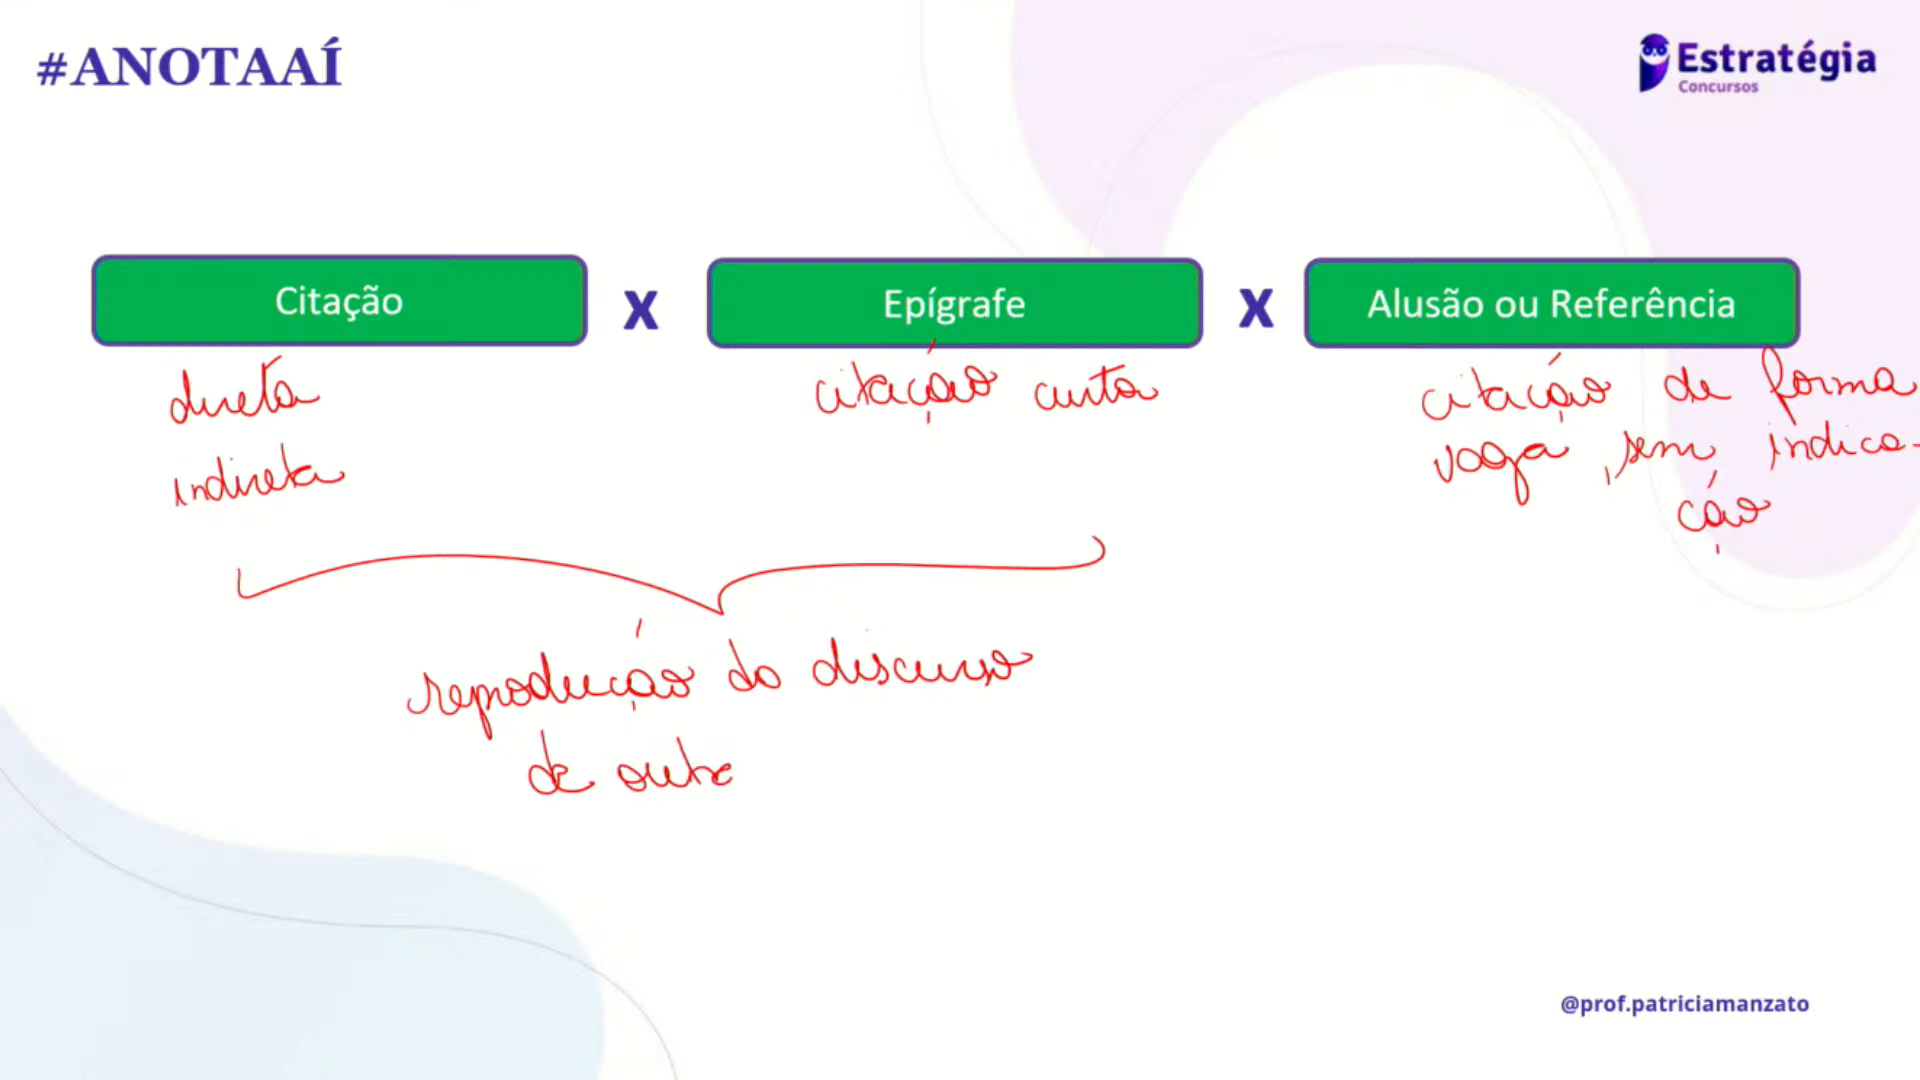 #ANOTAAÍ
Estratégia
Concursos
Citação X Epígrafe X Alusão ou Referência
direta
indireta
citação curta
citação de forma
vaga, sem indica-
ção
reprodução do discurso
de outro
@prof.patriciamanzato